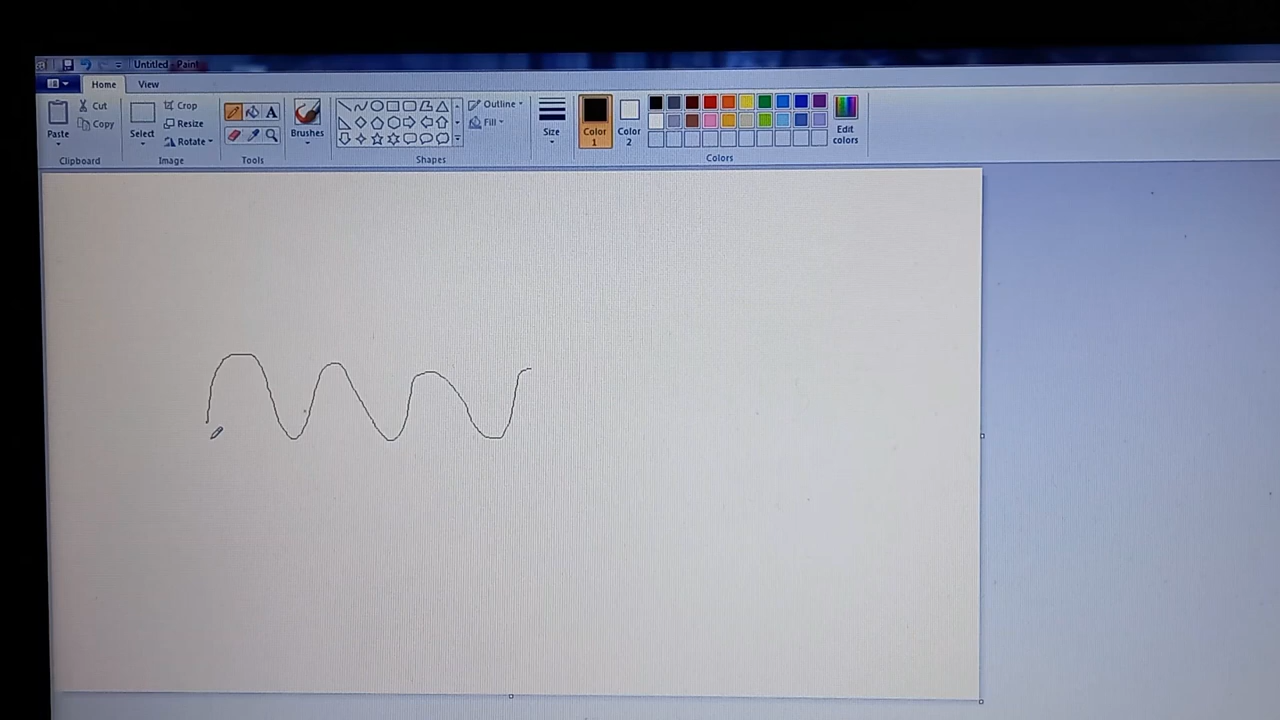 Untitled - Paint
Home View
Paste
Cut
Copy
Clipboard
Select
Crop
Resize
Rotate
Image
A
Tools
Brushes
Shapes
Outline
Fill
Size
Color 1
Color 2
Edit colors
Colors